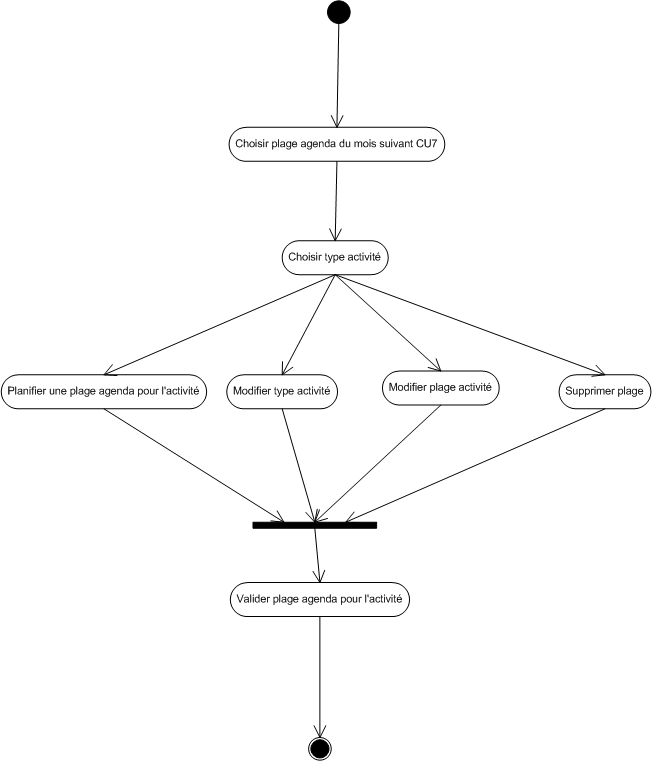 Choisir plage agenda du mois suivant CU7
Choisir type activité
Planifier une plage agenda pour l'activité
Modifier type activité
Modifier plage activité
Supprimer plage
Valider plage agenda pour l'activité